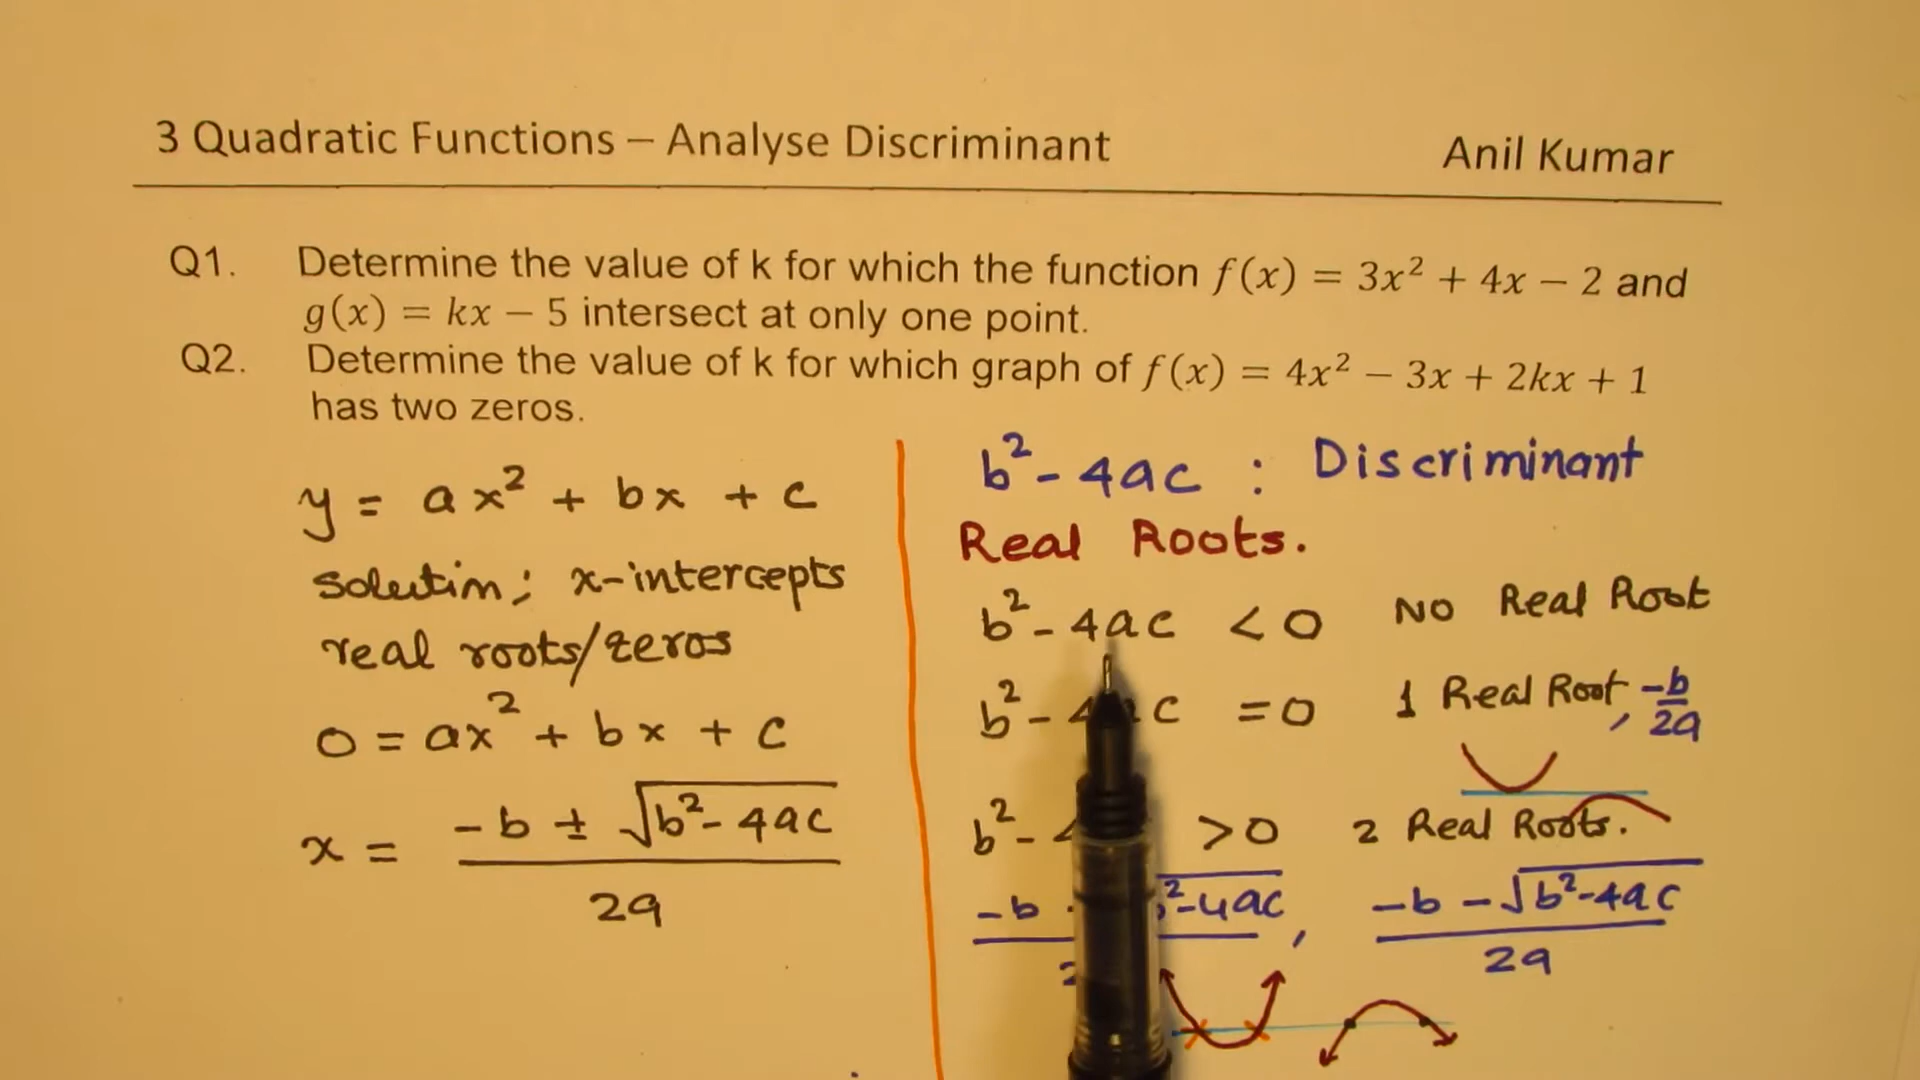 3 Quadratic Functions – Analyse Discriminant Anil Kumar
Q1. Determine the value of k for which the function f(x) = 3x² + 4x − 2 and
g(x) = kx − 5 intersect at only one point.
Q2. Determine the value of k for which graph of f(x) = 4x² − 3x + 2kx + 1
has two zeros.
y = ax² + bx + c
solution; x-intercepts
real roots/zeros
0 = ax² + bx + c
x = (-b ± √(b²-4ac))/2a
b² - 4ac : Discriminant
Real Roots.
b² - 4ac < 0 No Real Root
b² - 4 c = 0 1 Real Root, -b/2a
b² - > 0 2 Real Roots.
-b ²-4ac , (-b - √(b²-4ac))/2a